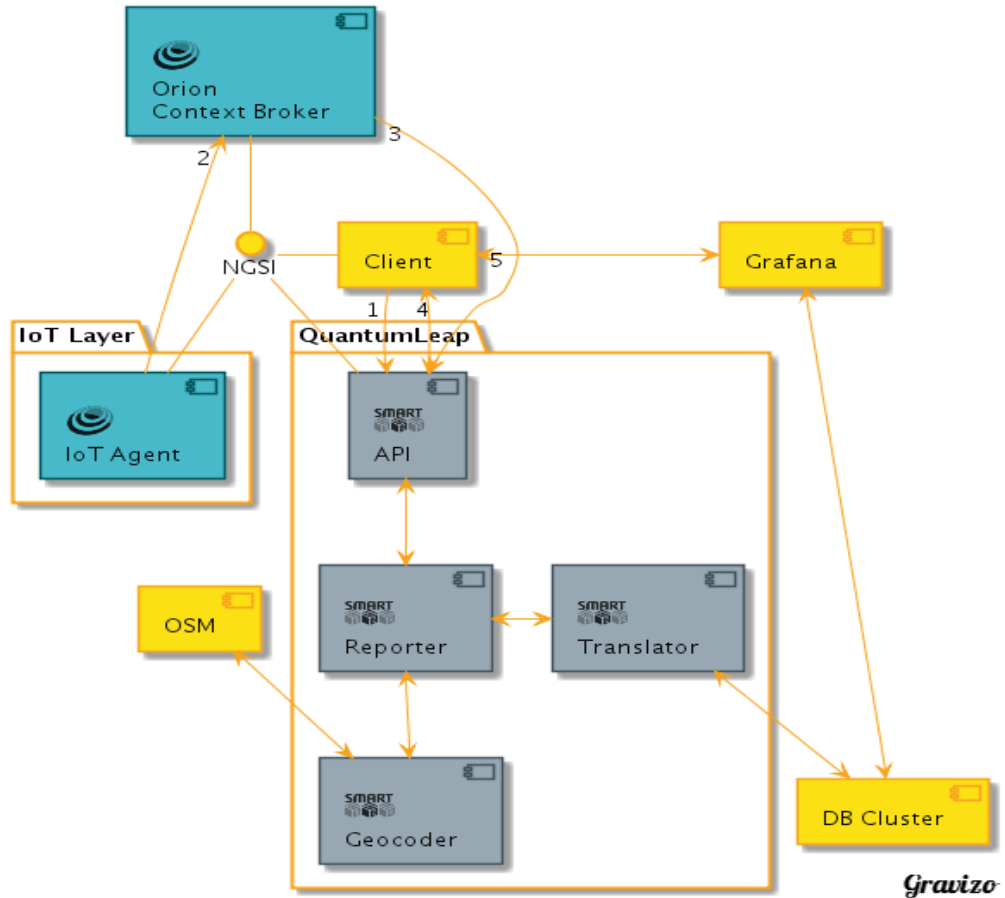 Orion
Context Broker
3
2
NGSI
Client
5
Grafana
1
4
IoT Layer
QuantumLeap
IoT Agent
SMART
API
OSM
SMART
Reporter
SMART
Translator
SMART
Geocoder
DB Cluster
Gravizo